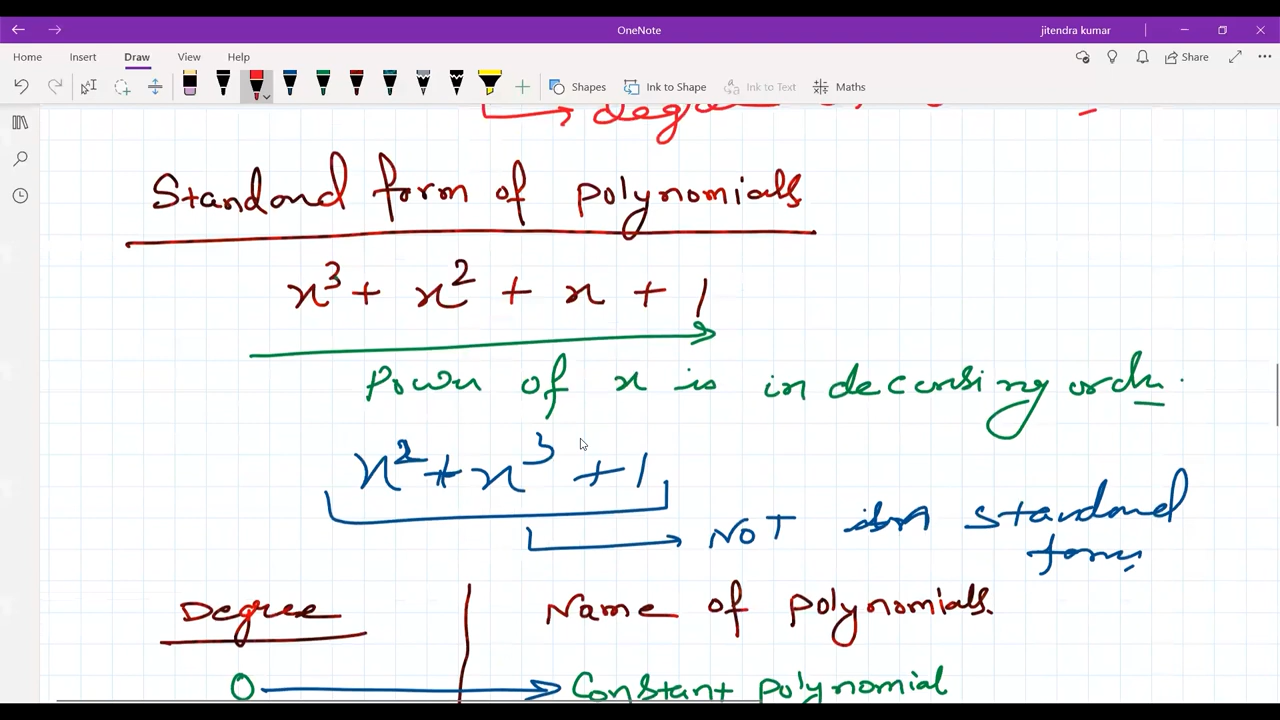 OneNote
jitendra kumar
Home Insert Draw View Help
Share
Shapes Ink to Shape Ink to Text Maths
degree
Standard form of polynomials
x³ + x² + x + 1
Power of x is in decensing order.
x² + x³ + 1
NOT standard
form
Degree Name of polynomials.
0 Constant polynomial